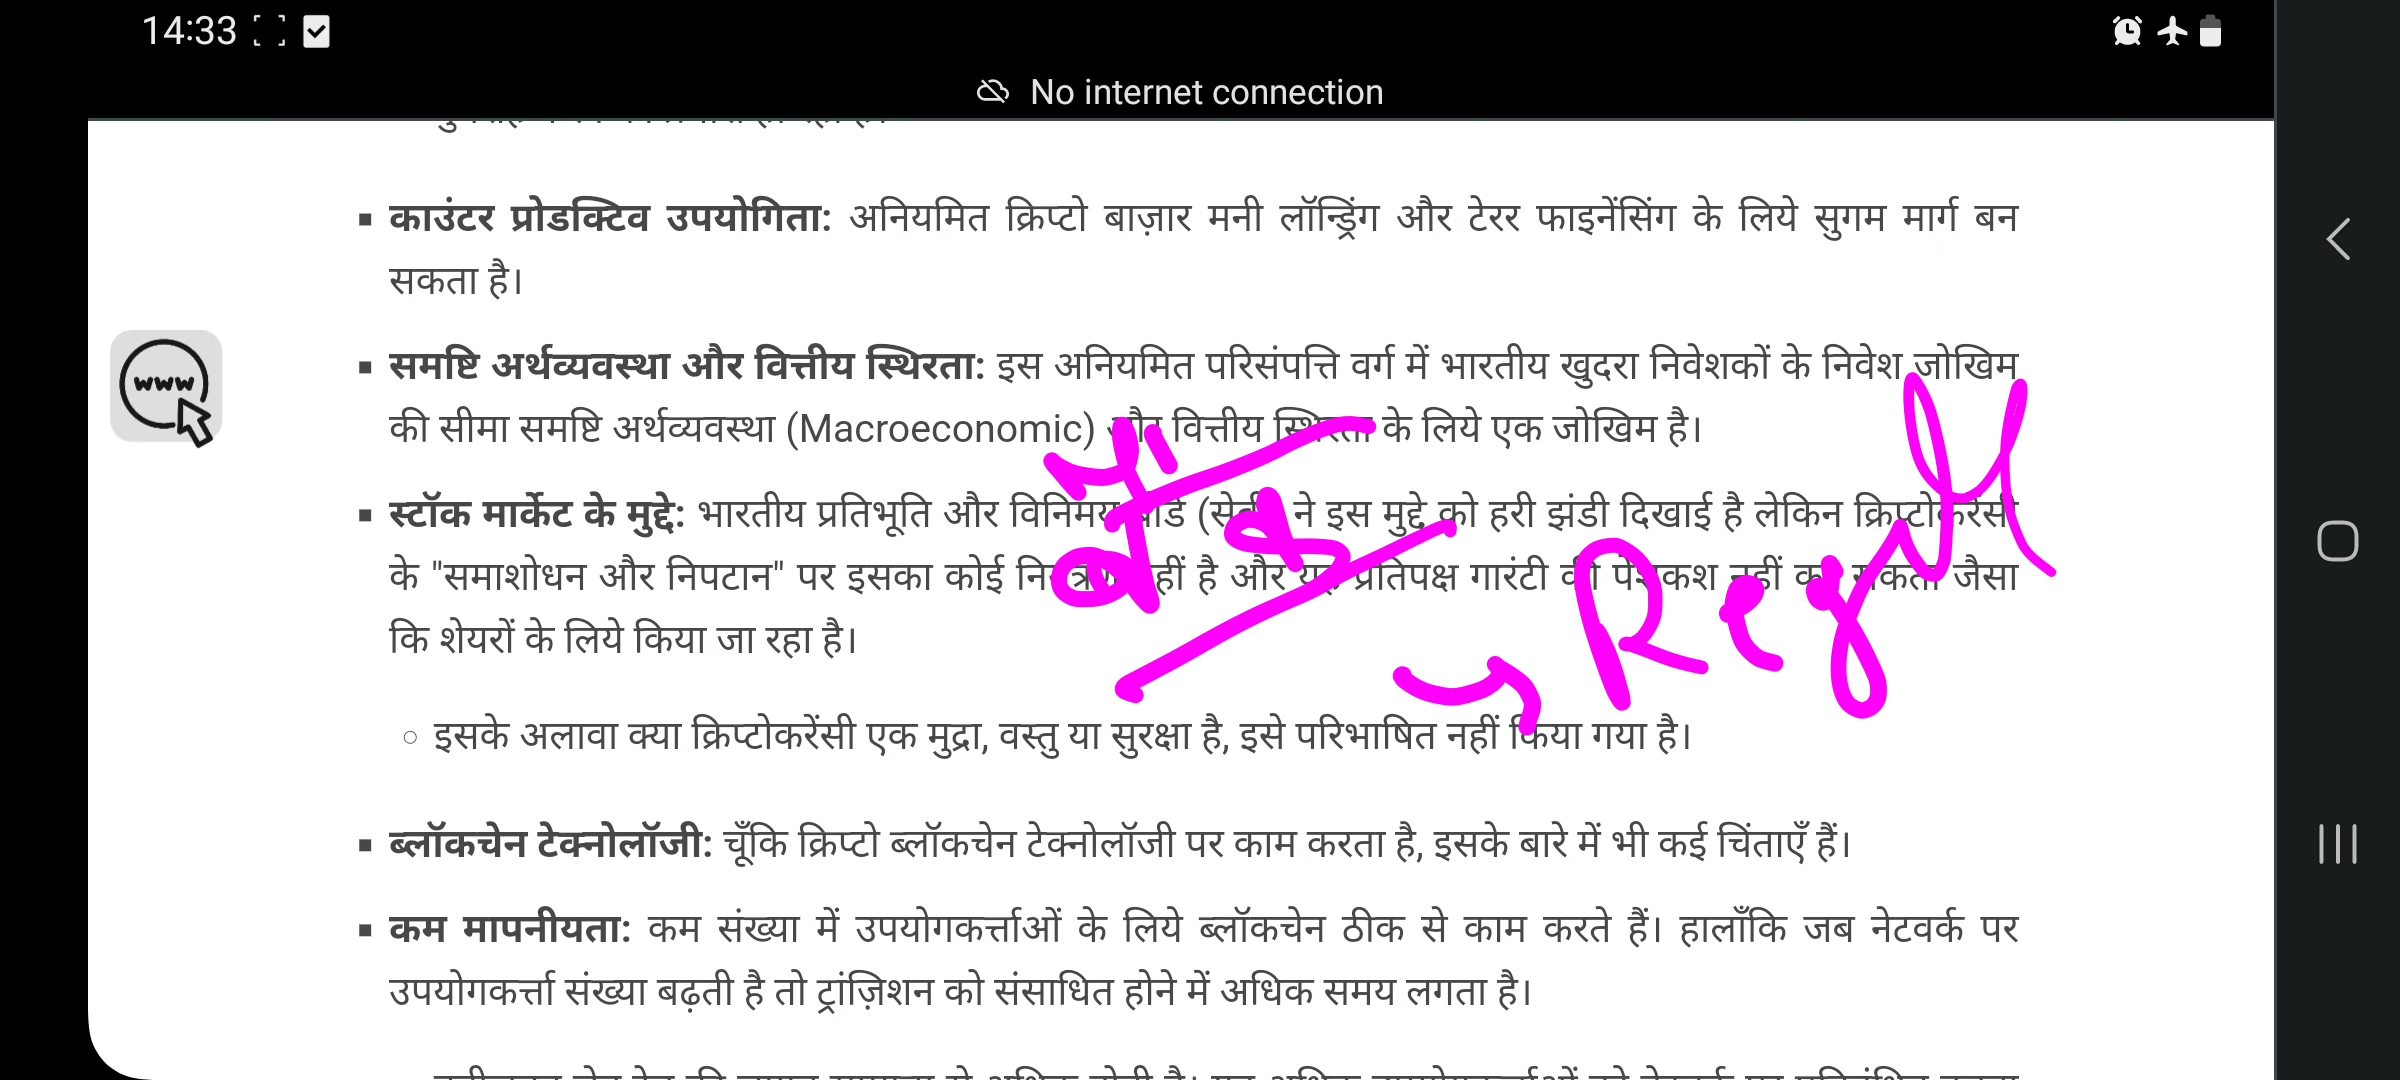 14:33
No internet connection
काउंटर प्रोडक्टिव उपयोगिता: अनियमित क्रिप्टो बाज़ार मनी लॉन्ड्रिंग और टेरर फाइनेंसिंग के लिये सुगम मार्ग बन
सकता है।
www
समष्टि अर्थव्यवस्था और वित्तीय स्थिरता: इस अनियमित परिसंपत्ति वर्ग में भारतीय खुदरा निवेशकों के निवेश जोखिम
की सीमा समष्टि अर्थव्यवस्था (Macroeconomic) और वित्तीय स्थिरता के लिये एक जोखिम है।
स्टॉक मार्केट के मुद्दे: भारतीय प्रतिभूति और विनिमय बोर्ड (सेबी) ने इस मुद्दे को हरी झंडी दिखाई है लेकिन क्रिप्टोकरेंसी
के "समाशोधन और निपटान" पर इसका कोई नियंत्रण नहीं है और यह प्रतिपक्ष गारंटी की पेशकश नहीं कर सकता जैसा
कि शेयरों के लिये किया जा रहा है।
इसके अलावा क्या क्रिप्टोकरेंसी एक मुद्रा, वस्तु या सुरक्षा है, इसे परिभाषित नहीं किया गया है।
ब्लॉकचेन टेक्नोलॉजी: चूँकि क्रिप्टो ब्लॉकचेन टेक्नोलॉजी पर काम करता है, इसके बारे में भी कई चिंताएँ हैं।
कम मापनीयता: कम संख्या में उपयोगकर्त्ताओं के लिये ब्लॉकचेन ठीक से काम करते हैं। हालाँकि जब नेटवर्क पर
उपयोगकर्त्ता संख्या बढ़ती है तो ट्रांज़िशन को संसाधित होने में अधिक समय लगता है।